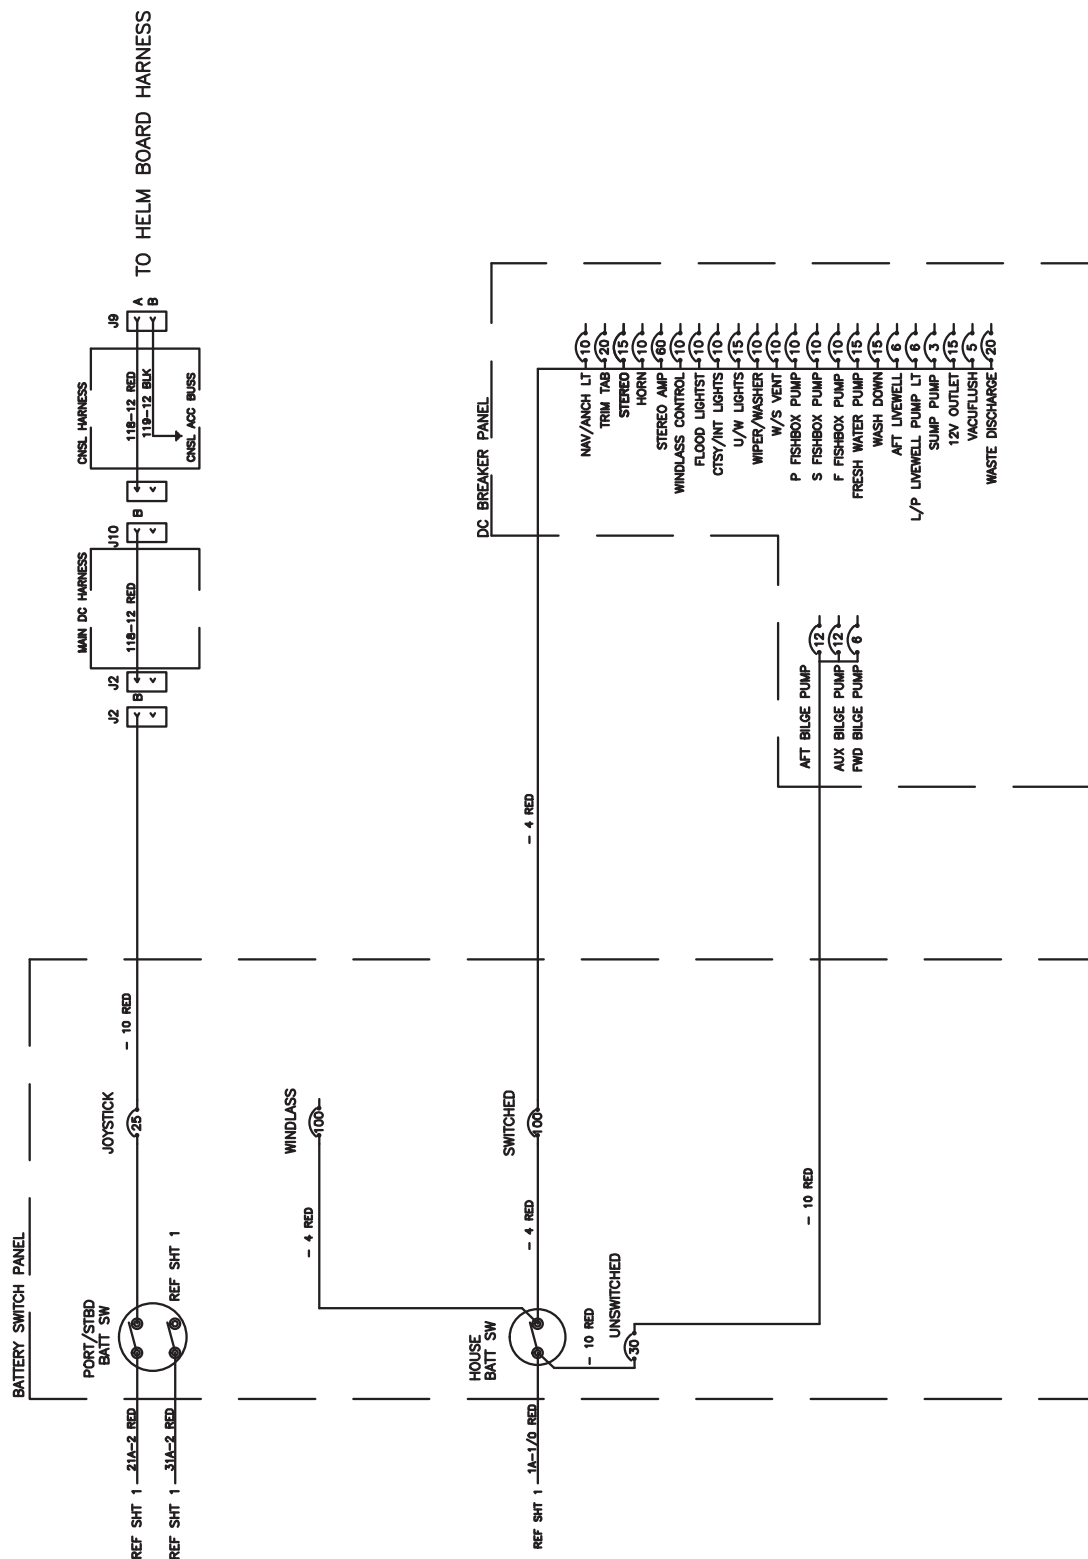 TO HELM BOARD HARNESS
J9
A
B
CNSL HARNESS
118-12 RED
119-12 BLK
CNSL ACC BUSS
B
J10
MAIN DC HARNESS
118-12 RED
J2
B
J2
- 10 RED
JOYSTICK
25
BATTERY SWITCH PANEL
PORT/STBD
BATT SW
REF SHT 1
21A-2 RED
REF SHT 1
31A-2 RED
REF SHT 1
WINDLASS
100
- 4 RED
DC BREAKER PANEL
NAV/ANCH LT
10
TRIM TAB
20
STEREO
15
HORN
10
STEREO AMP
60
WINDLASS CONTROL
10
FLOOD LIGHTST
10
CTSY/INT LIGHTS
10
U/W LIGHTS
15
WIPER/WASHER
10
W/S VENT
10
P FISHBOX PUMP
10
S FISHBOX PUMP
10
F FISHBOX PUMP
10
FRESH WATER PUMP
15
WASH DOWN
15
AFT LIVEWELL
6
L/P LIVEWELL PUMP LT
6
SUMP PUMP
3
12V OUTLET
15
VACUFLUSH
5
WASTE DISCHARGE
20
- 4 RED
SWITCHED
100
- 4 RED
HOUSE
BATT SW
1A-1/0 RED
REF SHT 1
- 10 RED
UNSWITCHED
30
- 10 RED
AFT BILGE PUMP
12
AUX BILGE PUMP
12
FWD BILGE PUMP
6